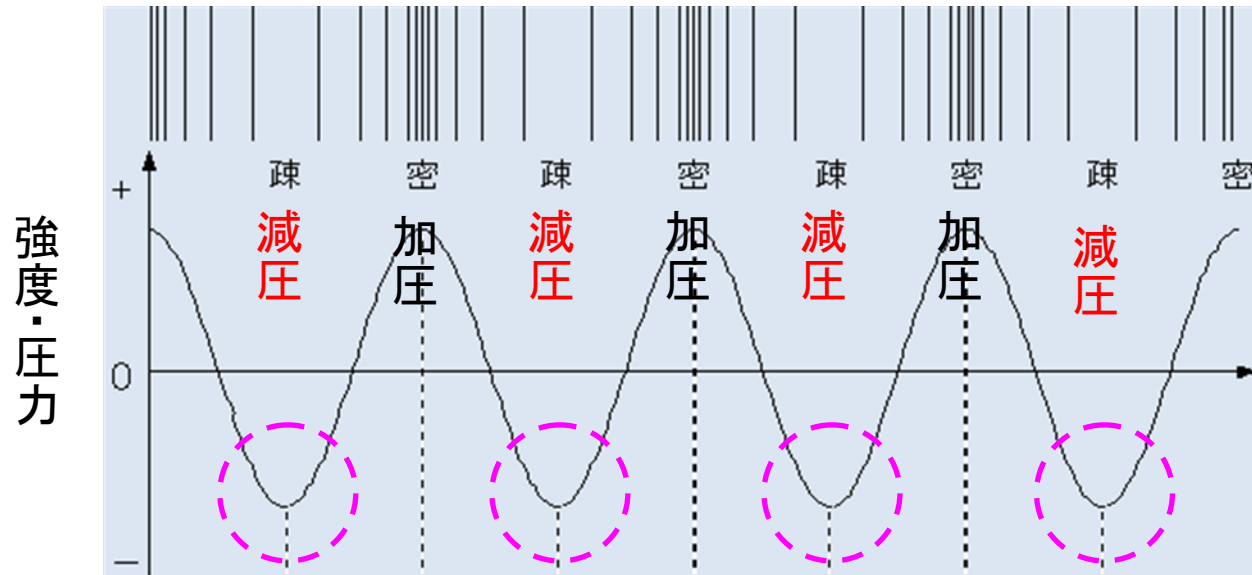 疎 密 疎 密 疎 密 疎 密
+
減圧 加圧 減圧 加圧 減圧 加圧 減圧
強度・圧力
0
−